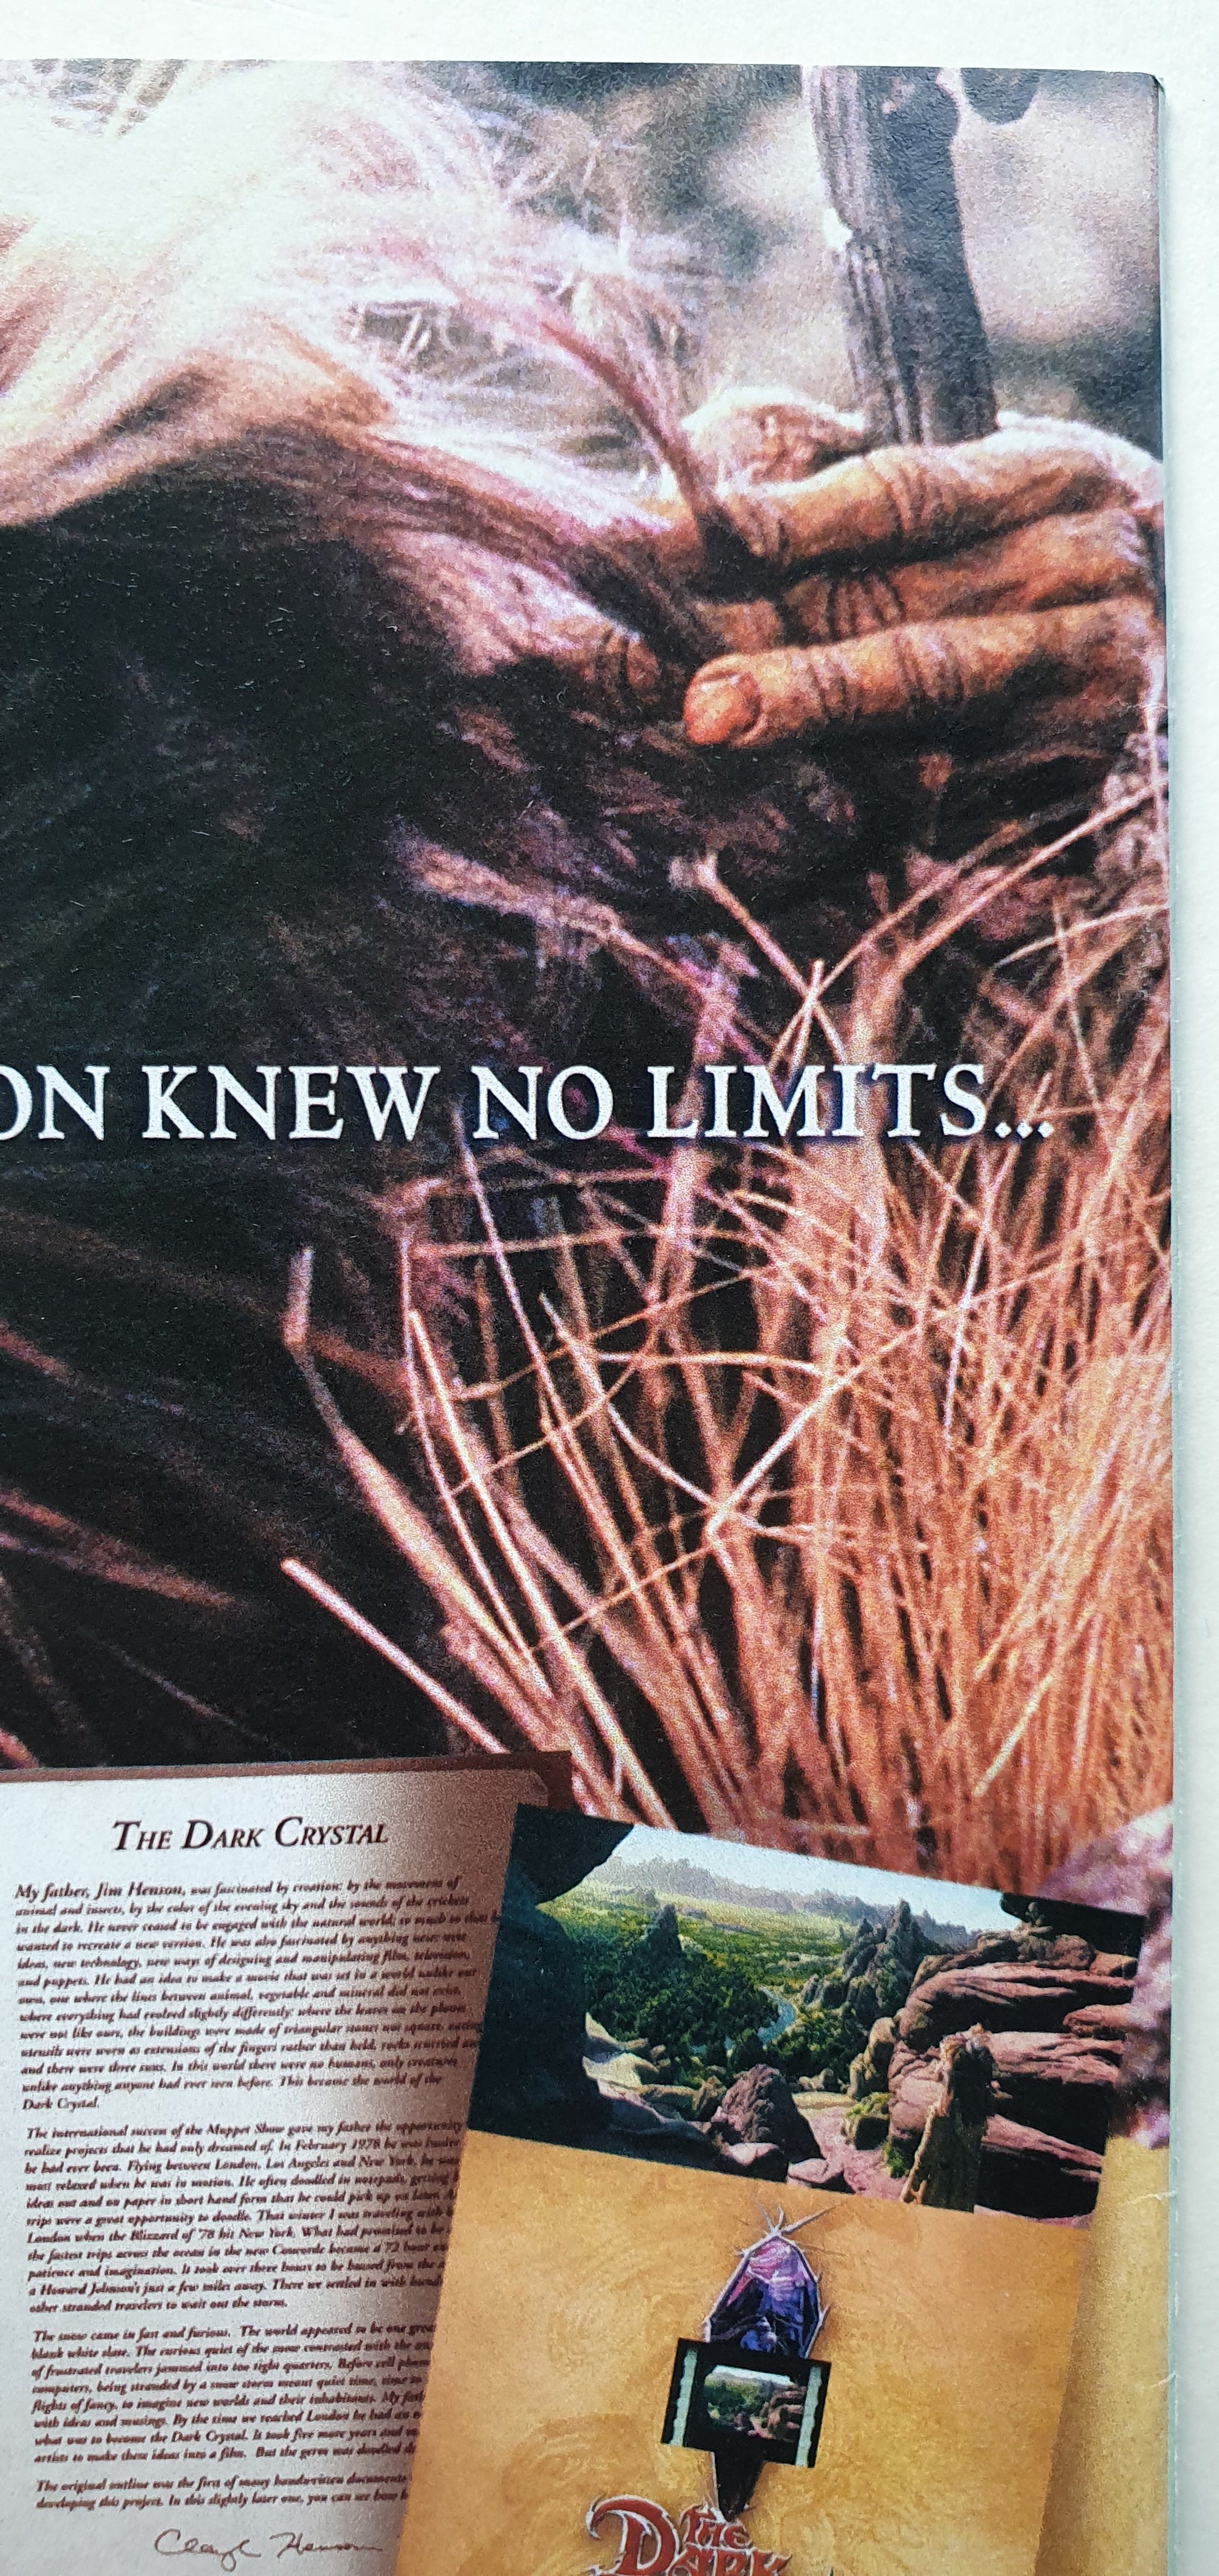 ON KNEW NO LIMITS...
THE DARK CRYSTAL
My father, Jim Henson, was fascinated by creation: by the movement of
animal and insects, by the color of the evening sky and the sounds of the crickets
in the dark. He never ceased to be engaged with the natural world; so much so that
wanted to recreate a new version. He was also fascinated by anything new: new
ideas, new technology, new ways of designing and manipulating film, television,
and puppets. He had an idea to make a movie that was set in a world unlike our
own, one where the lines between animal, vegetable and mineral did not exist,
where everything had evolved slightly differently: where the leaves on the plants
were not like ours, the buildings were made of triangular stones not square, eating
utensils were worn as extensions of the fingers rather than held, rocks scurried
and there were three suns. In this world there were no humans, only creatures
unlike anything anyone had ever seen before. This became the world of the
Dark Crystal.
The international success of the Muppet Show gave my father the opportunity
realize projects that he had only dreamed of. In February 1978 he was busier
he had ever been. Flying between London, Los Angeles and New York, he was
most relaxed when he was in motion. He often doodled in notepads, getting
ideas out and on paper in short hand form that he could pick up on later.
trips were a great opportunity to doodle. That winter I was traveling with
London when the Blizzard of '78 hit New York. What had promised to be
the fastest trips across the ocean in the new Concorde became a 72 hour
patience and imagination. It took over three hours to be bussed from the
a Howard Johnson's just a few miles away. There we settled in with
other stranded travelers to wait out the storm.
The snow came in fast and furious. The world appeared to be one great
blank white slate. The curious quiet of the snow contrasted with the
of frustrated travelers jammed into too tight quarters. Before cell phones
computers, being stranded by a snow storm meant quiet time, time to
flights of fancy, to imagine new worlds and their inhabitants. My
with ideas and musings. By the time we reached London he had
what was to become the Dark Crystal. It took five more years and
artists to make these ideas into a film. But the germ was doodled
The original outline was the first of many handwritten documents
developing this project. In this slightly later one, you can see how
Cheryl Henson
THE
DARK